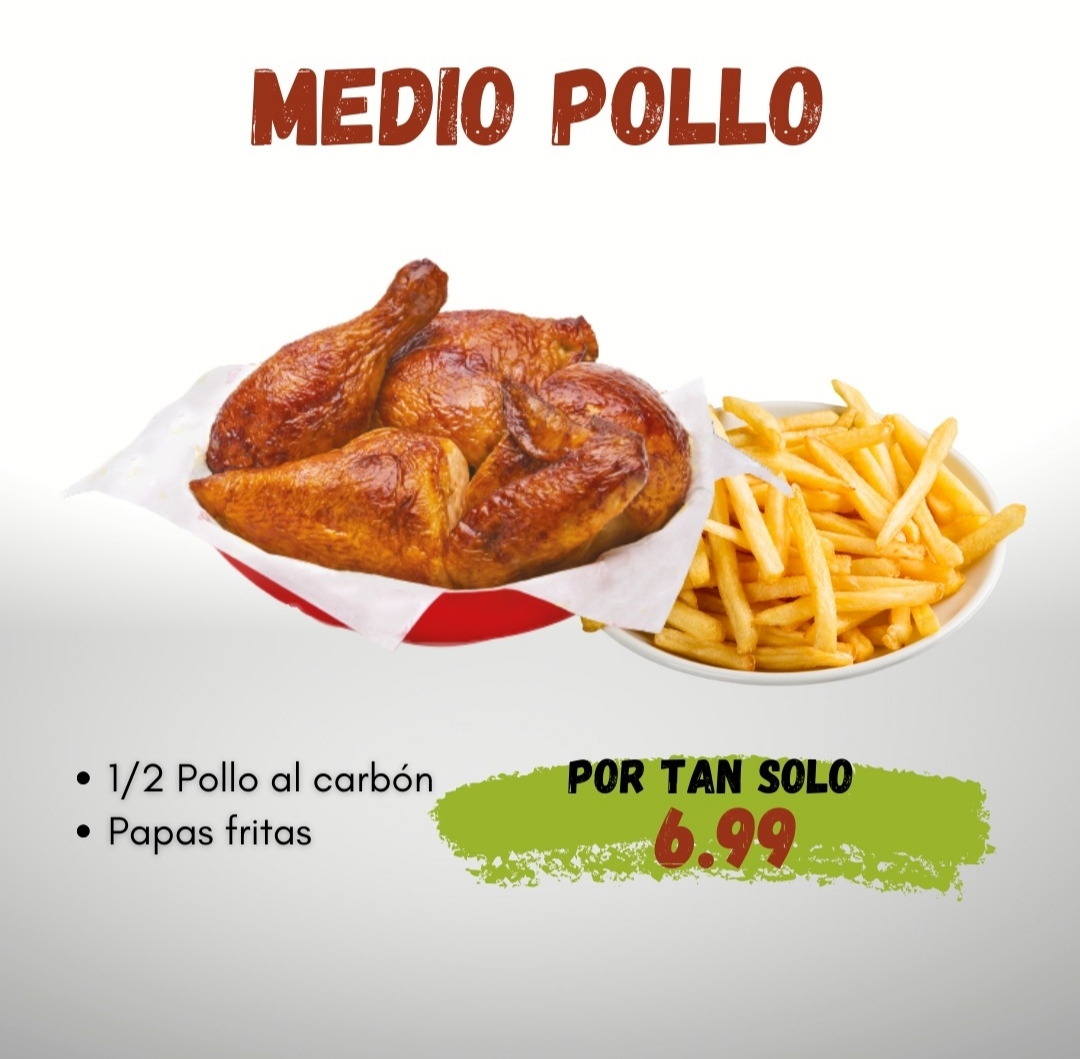 MEDIO POLLO
• 1/2 Pollo al carbón
• Papas fritas
POR TAN SOLO
6.99